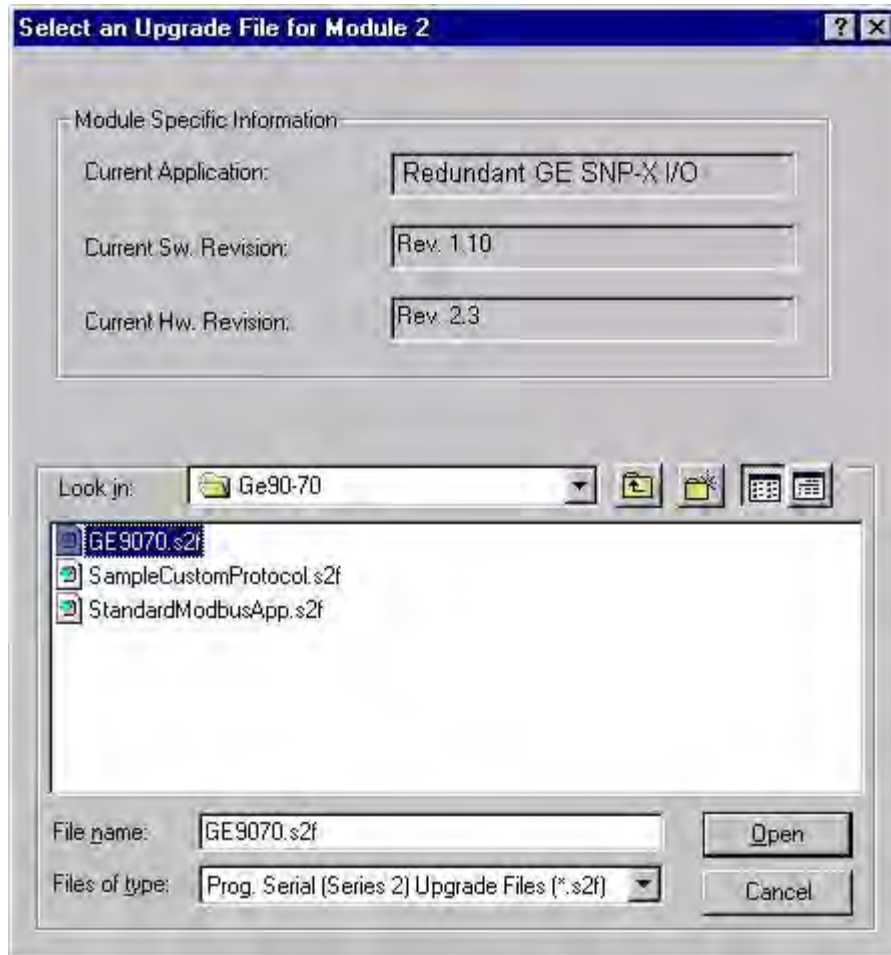 Select an Upgrade File for Module 2
Module Specific Information
Current Application: Redundant GE SNP-X I/O
Current Sw. Revision: Rev. 1.10
Current Hw. Revision: Rev. 2.3
Look in: Ge90-70
GE9070.s2f
SampleCustomProtocol.s2f
StandardModbusApp.s2f
File name: GE9070.s2f Open
Files of type: Prog. Serial (Series 2) Upgrade Files (*.s2f) Cancel